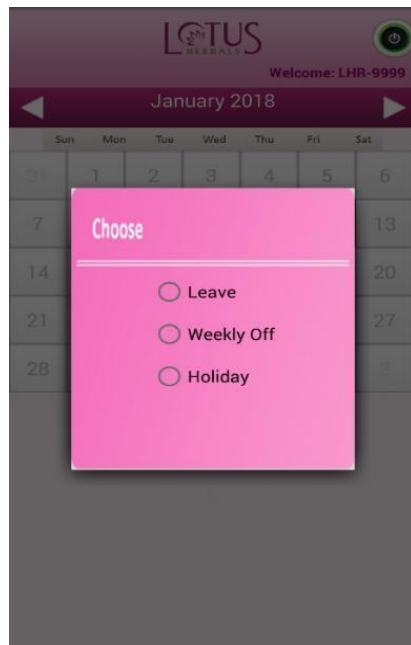 LOTUS
HERBALS
Welcome: LHR-9999
January 2018
Sun Mon Tue Wed Thu Fri Sat
31 1 2 3 4 5 6
7 13
Choose
14 20
Leave
21 27
Weekly Off
28 3
Holiday